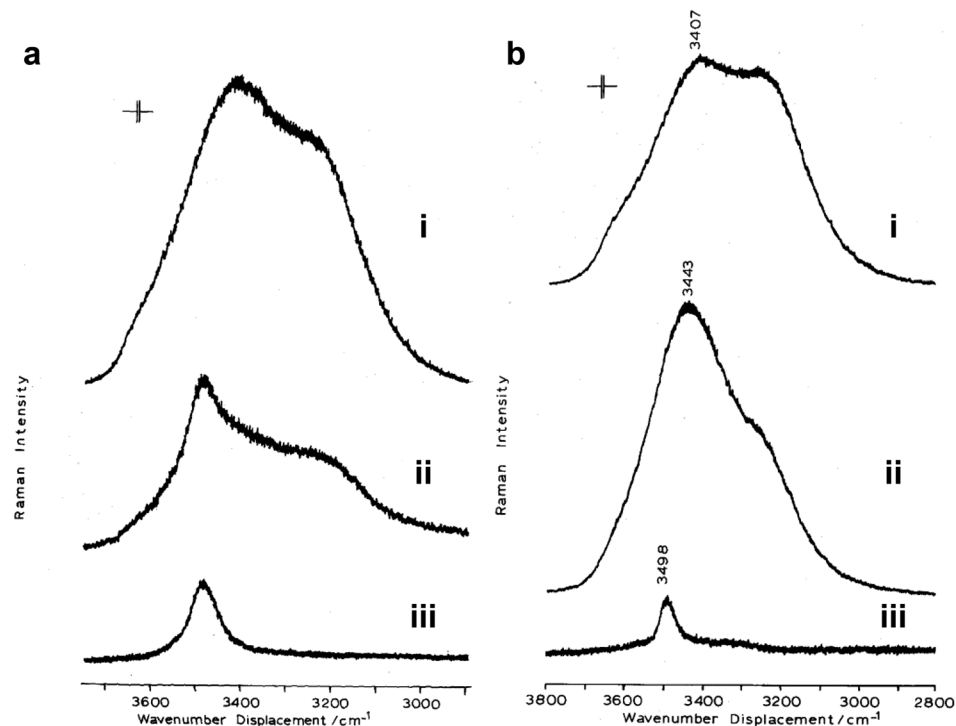 a
i
ii
iii
Raman Intensity
3600 3400 3200 3000
Wavenumber Displacement/cm⁻¹
b
3407
i
3443
ii
3498
iii
Raman Intensity
3800 3600 3400 3200 3000 2800
Wavenumber Displacement/cm⁻¹